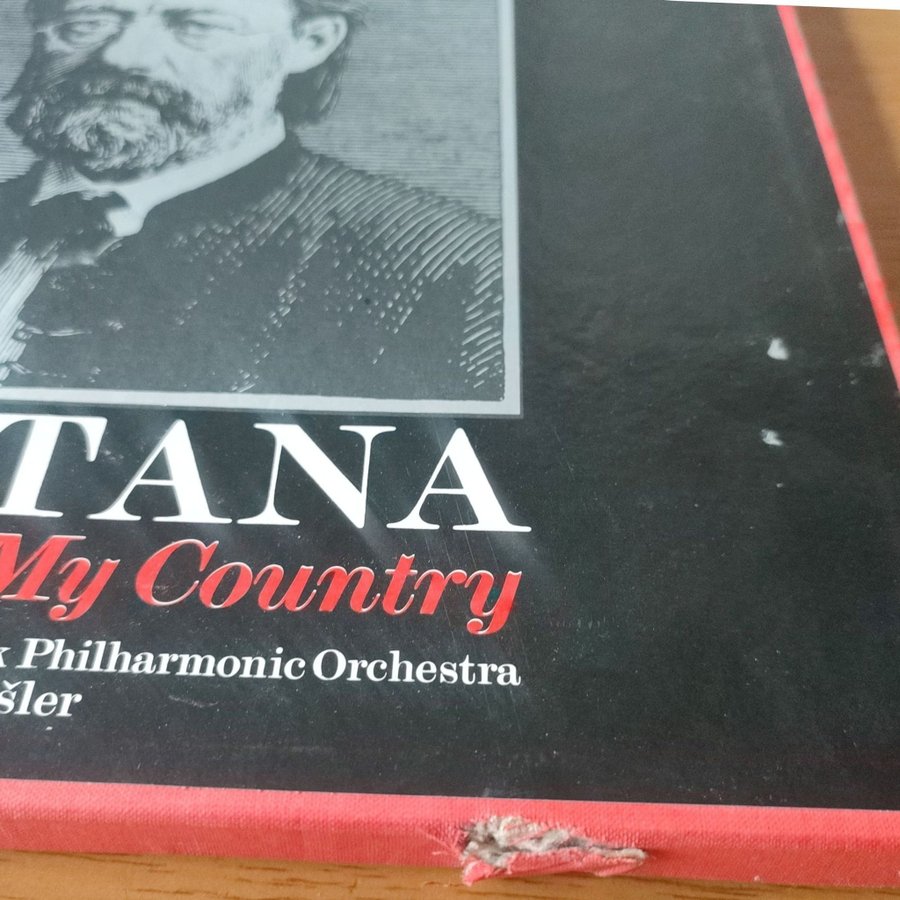 TANA
My Country
k Philharmonic Orchestra
šler